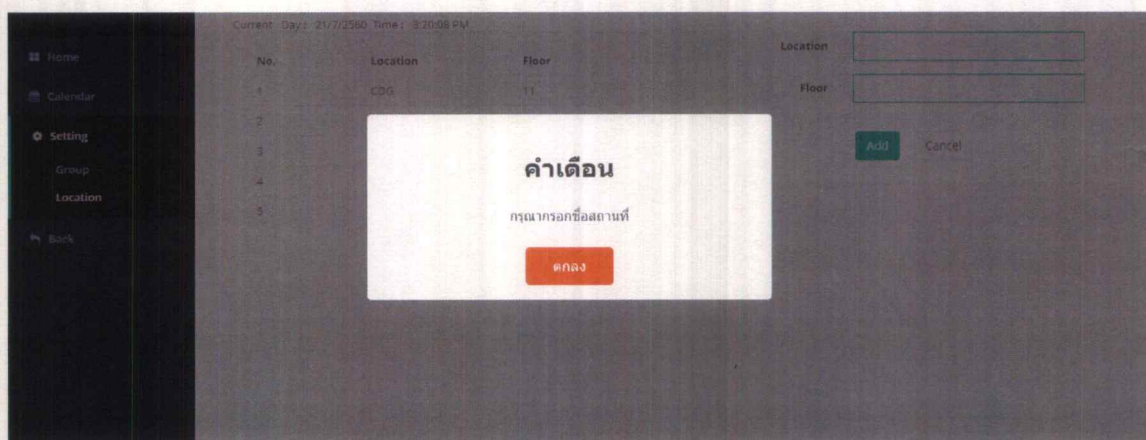 Current Day : 21/7/2560 Time : 8:20:08 PM
Home
Calendar
Setting
Group
Location
Back
No. Location Floor
1 CDG 11
2
3
4
5
Location
Floor
Add Cancel
คำเตือน
กรุณากรอกชื่อสถานที่
ตกลง